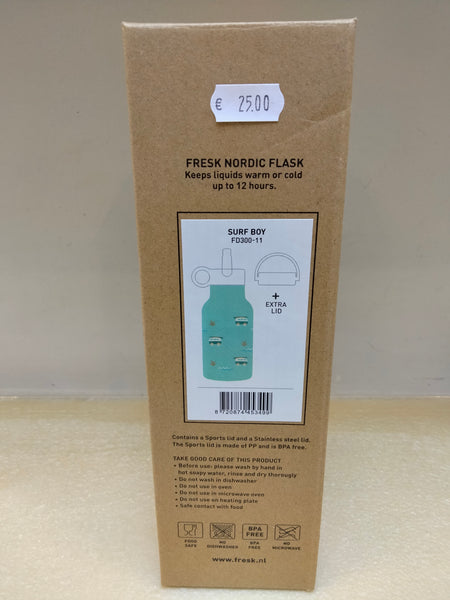 € 25.00
FRESK NORDIC FLASK
Keeps liquids warm or cold
up to 12 hours.
SURF BOY
FD300-11
+
EXTRA
LID
8 720874 453499
Contains a Sports lid and a Stainless steel lid.
The Sports lid is made of PP and is BPA free.
TAKE GOOD CARE OF THIS PRODUCT
• Before use: please wash by hand in
hot soapy water, rinse and dry thorougly
• Do not wash in dishwasher
• Do not use in oven
• Do not use in microwave oven
• Do not use on heating plate
• Safe contact with food
BPA
FREE
FOOD
SAFE
NO
DISHWASHER
BPA
FREE
NO
MICROWAVE
www.fresk.nl